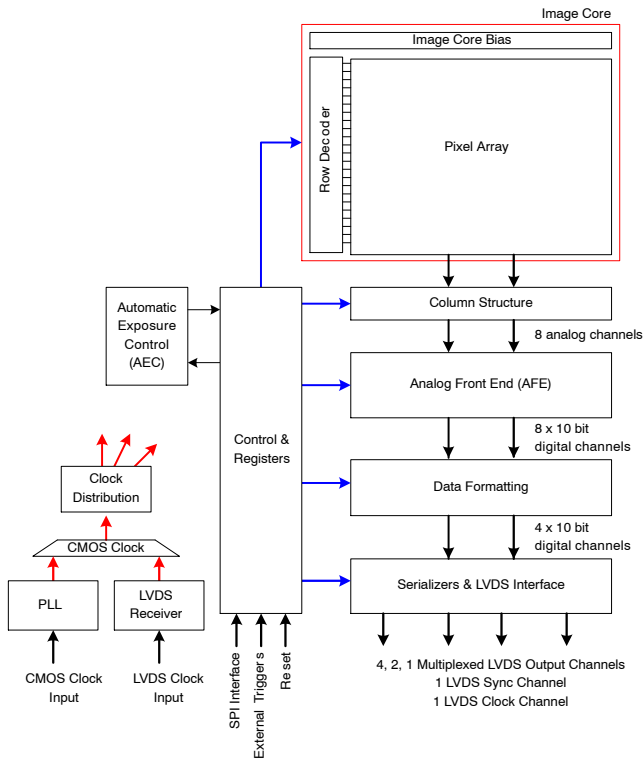 Image Core
Image Core Bias
Row Decoder
Pixel Array
Automatic
Exposure
Control
(AEC)
Column Structure
8 analog channels
Analog Front End (AFE)
8 x 10 bit
digital channels
Control &
Registers
Clock
Distribution
Data Formatting
4 x 10 bit
digital channels
CMOS Clock
PLL
LVDS
Receiver
Serializers & LVDS Interface
CMOS Clock
Input
LVDS Clock
Input
SPI Interface
External Triggers
Reset
4, 2, 1 Multiplexed LVDS Output Channels
1 LVDS Sync Channel
1 LVDS Clock Channel